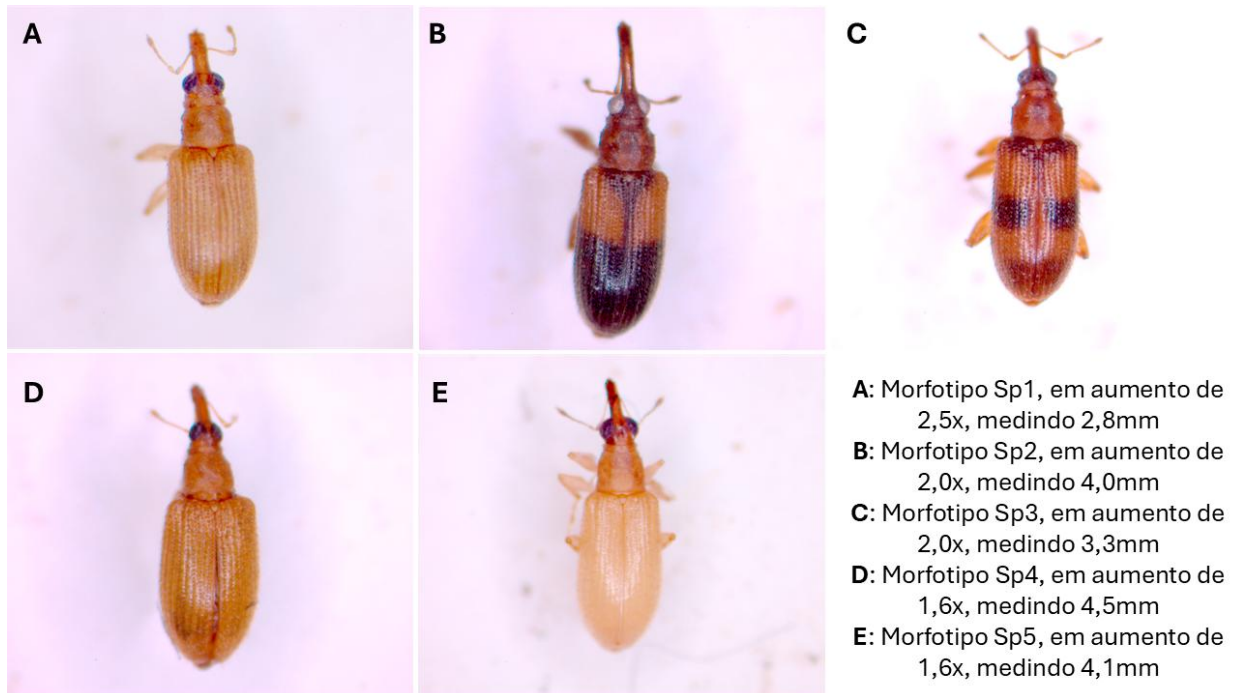 A
B
C
D
E
A: Morfotipo Sp1, em aumento de
2,5x, medindo 2,8mm
B: Morfotipo Sp2, em aumento de
2,0x, medindo 4,0mm
C: Morfotipo Sp3, em aumento de
2,0x, medindo 3,3mm
D: Morfotipo Sp4, em aumento de
1,6x, medindo 4,5mm
E: Morfotipo Sp5, em aumento de
1,6x, medindo 4,1mm